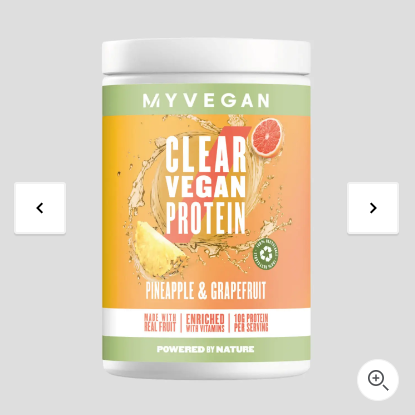 MYVEGAN
CLEAR
VEGAN
PROTEIN
PINEAPPLE & GRAPEFRUIT
MADE WITH
REAL FRUIT
ENRICHED
WITH VITAMINS
10G PROTEIN
PER SERVING
POWERED BY NATURE